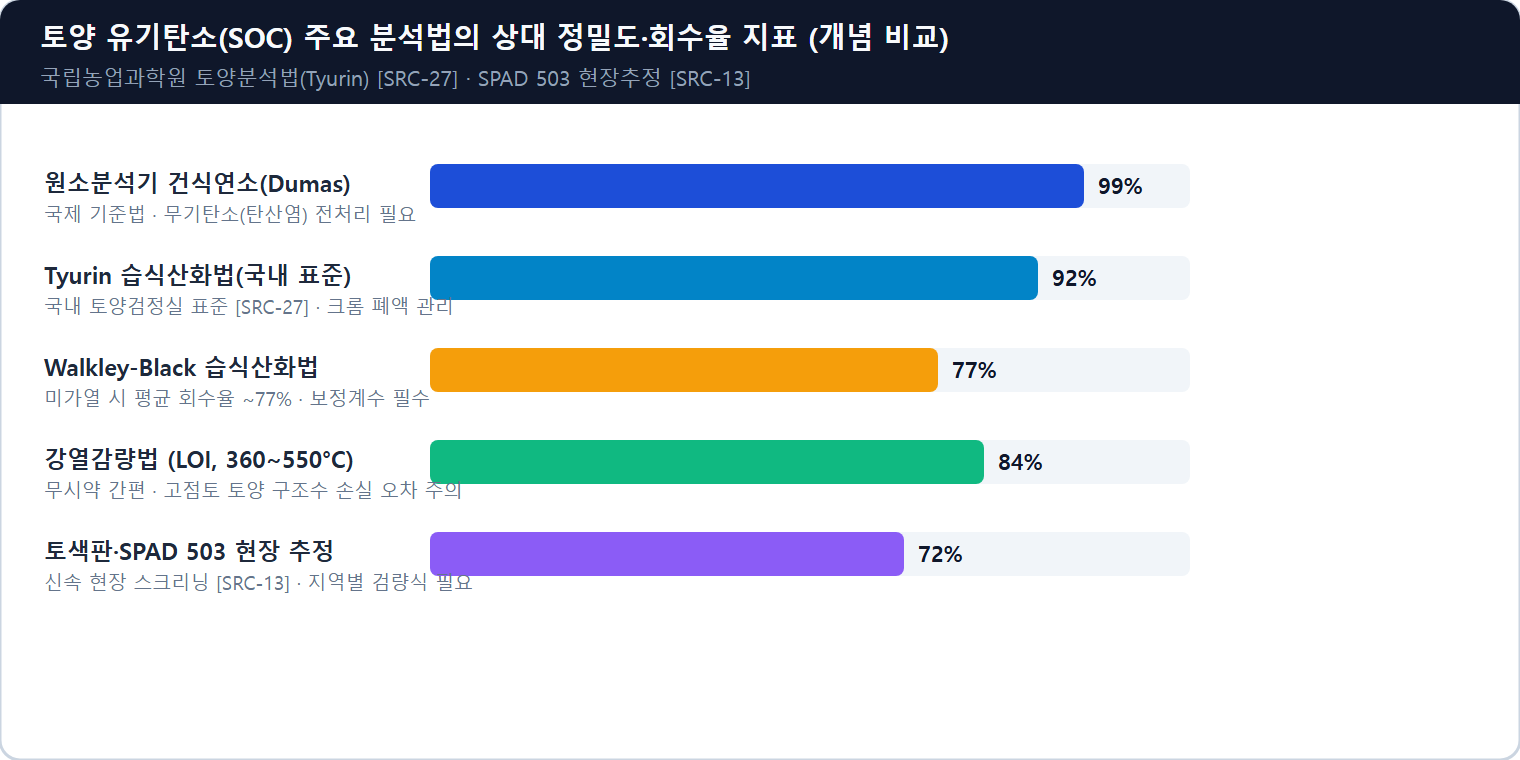 토양 유기탄소(SOC) 주요 분석법의 상대 정밀도·회수율 지표 (개념 비교)
국립농업과학원 토양분석법(Tyurin) [SRC-27] · SPAD 503 현장추정 [SRC-13]
원소분석기 건식연소(Dumas)
99%
국제 기준법 · 무기탄소(탄산염) 전처리 필요
Tyurin 습식산화법(국내 표준)
92%
국내 토양검정실 표준 [SRC-27] · 크롬 폐액 관리
Walkley-Black 습식산화법
77%
미가열 시 평균 회수율 ~77% · 보정계수 필수
강열감량법 (LOI, 360~550°C)
84%
무시약 간편 · 고점토 토양 구조수 손실 오차 주의
토색판·SPAD 503 현장 추정
72%
신속 현장 스크리닝 [SRC-13] · 지역별 검량식 필요